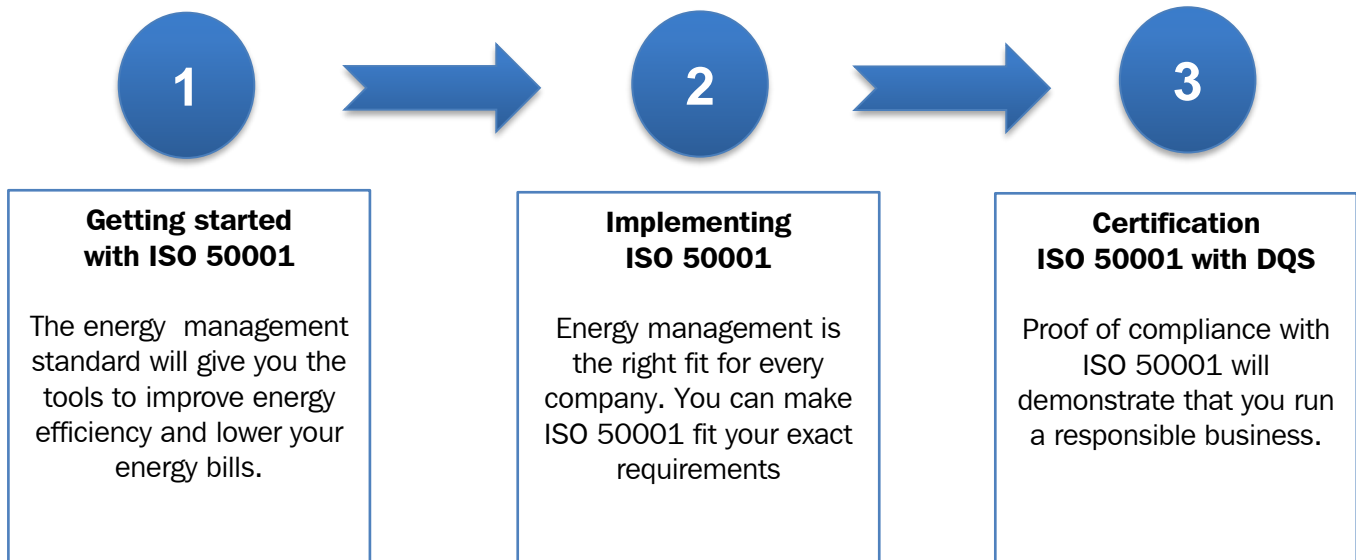 1
2
3
Getting started
with ISO 50001
The energy  management
standard will give you the
tools to improve energy
efficiency and lower your
energy bills.
Implementing
ISO 50001
Energy management is
the right fit for every
company. You can make
ISO 50001 fit your exact
requirements
Certification
ISO 50001 with DQS
Proof of compliance with
ISO 50001 will
demonstrate that you run
a responsible business.